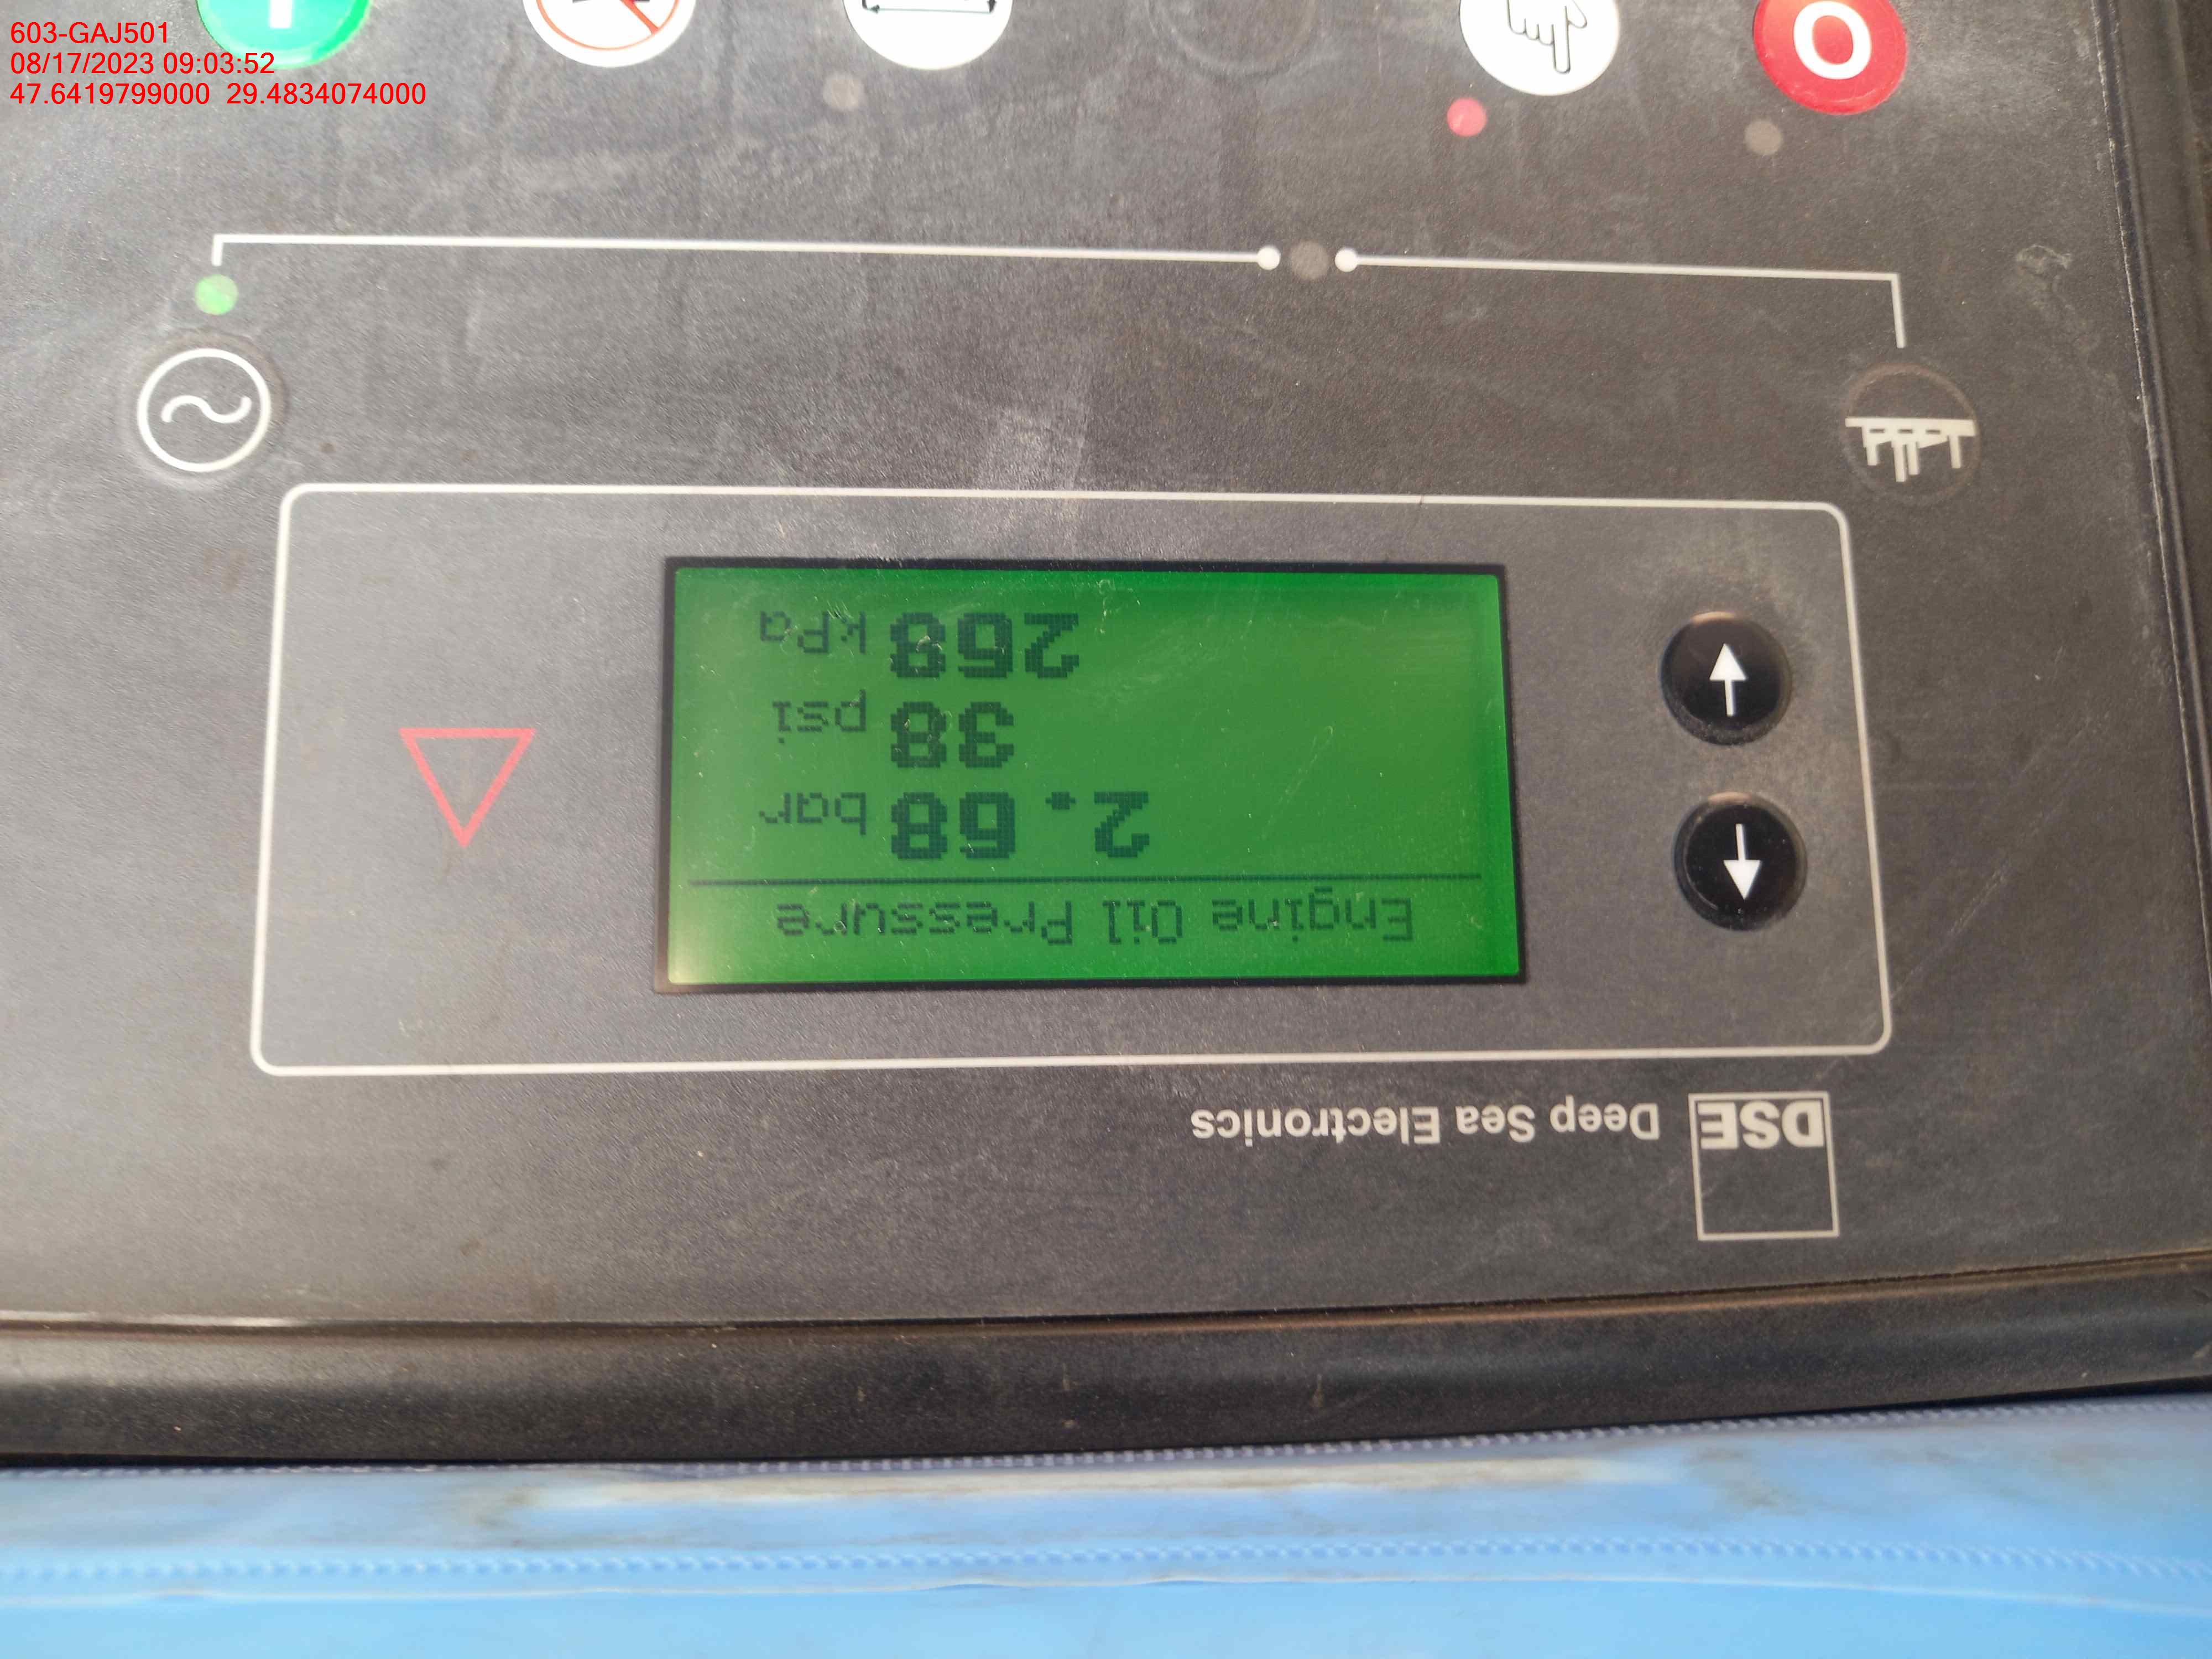 603-GAJ501
08/17/2023 09:03:52
47.6419799000 29.4834074000
DSE Deep Sea Electronics
Engine Oil Pressure
2.68 bar
38 psi
268 kPa
O
I